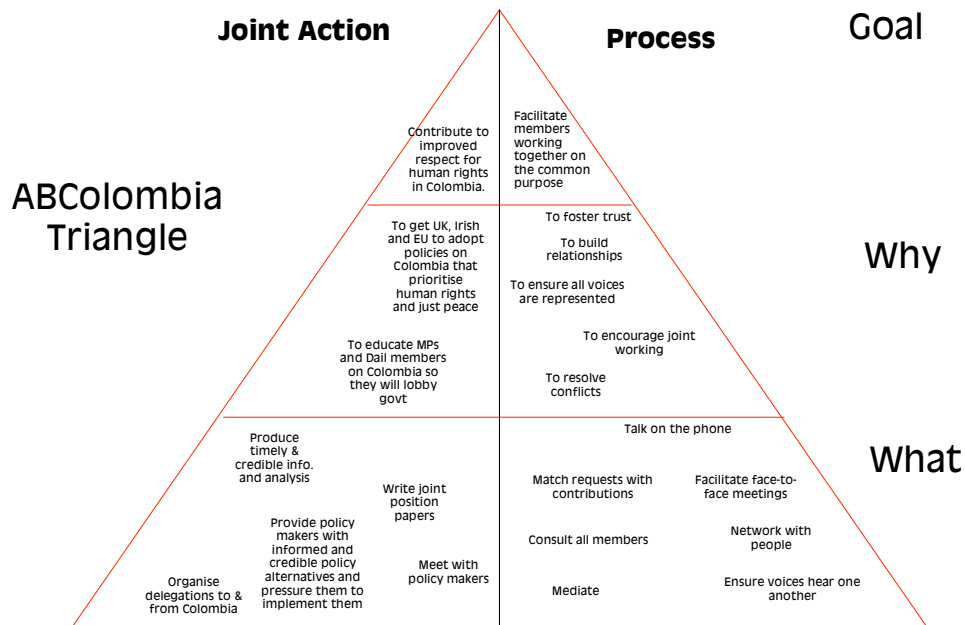 Joint Action
Process
Goal
ABColombia
Triangle
Contribute to
improved
respect for
human rights
in Colombia.
Facilitate
members
working
together on
the common
purpose
Why
To get UK, Irish
and EU to adopt
policies on
Colombia that
prioritise
human rights
and just peace
To educate MPs
and Dail members
on Colombia so
they will lobby
govt
To foster trust
To build
relationships
To ensure all voices
are represented
To encourage joint
working
To resolve
conflicts
What
Produce
timely &
credible info.
and analysis
Write joint
position
papers
Provide policy
makers with
informed and
credible policy
alternatives and
pressure them to
implement them
Meet with
policy makers
Organise
delegations to &
from Colombia
Talk on the phone
Match requests with
contributions
Facilitate face-to-
face meetings
Consult all members
Network with
people
Mediate
Ensure voices hear one
another